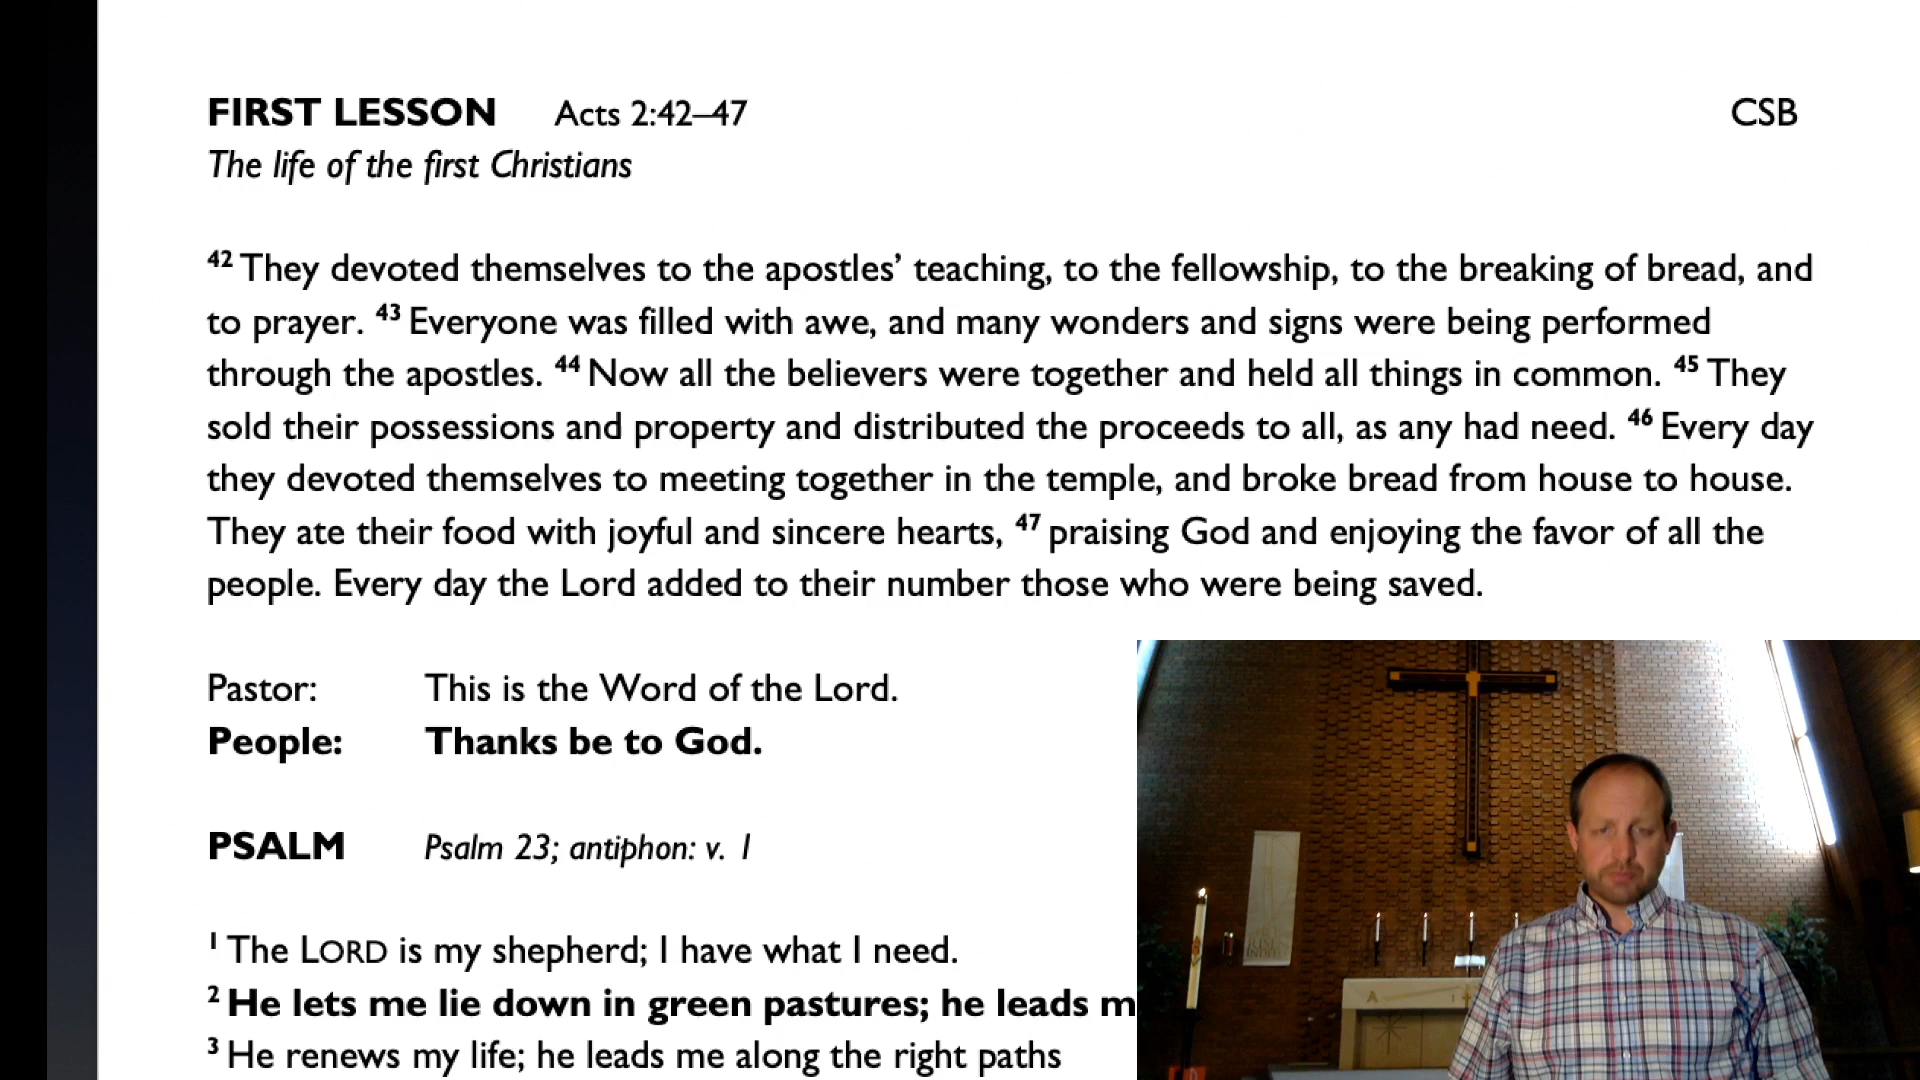 FIRST LESSON Acts 2:42–47 CSB
The life of the first Christians
42 They devoted themselves to the apostles’ teaching, to the fellowship, to the breaking of bread, and
to prayer. 43 Everyone was filled with awe, and many wonders and signs were being performed
through the apostles. 44 Now all the believers were together and held all things in common. 45 They
sold their possessions and property and distributed the proceeds to all, as any had need. 46 Every day
they devoted themselves to meeting together in the temple, and broke bread from house to house.
They ate their food with joyful and sincere hearts, 47 praising God and enjoying the favor of all the
people. Every day the Lord added to their number those who were being saved.
Pastor: This is the Word of the Lord.
People: Thanks be to God.
PSALM Psalm 23; antiphon: v. 1
1 The LORD is my shepherd; I have what I need.
2 He lets me lie down in green pastures; he leads m
3 He renews my life; he leads me along the right paths